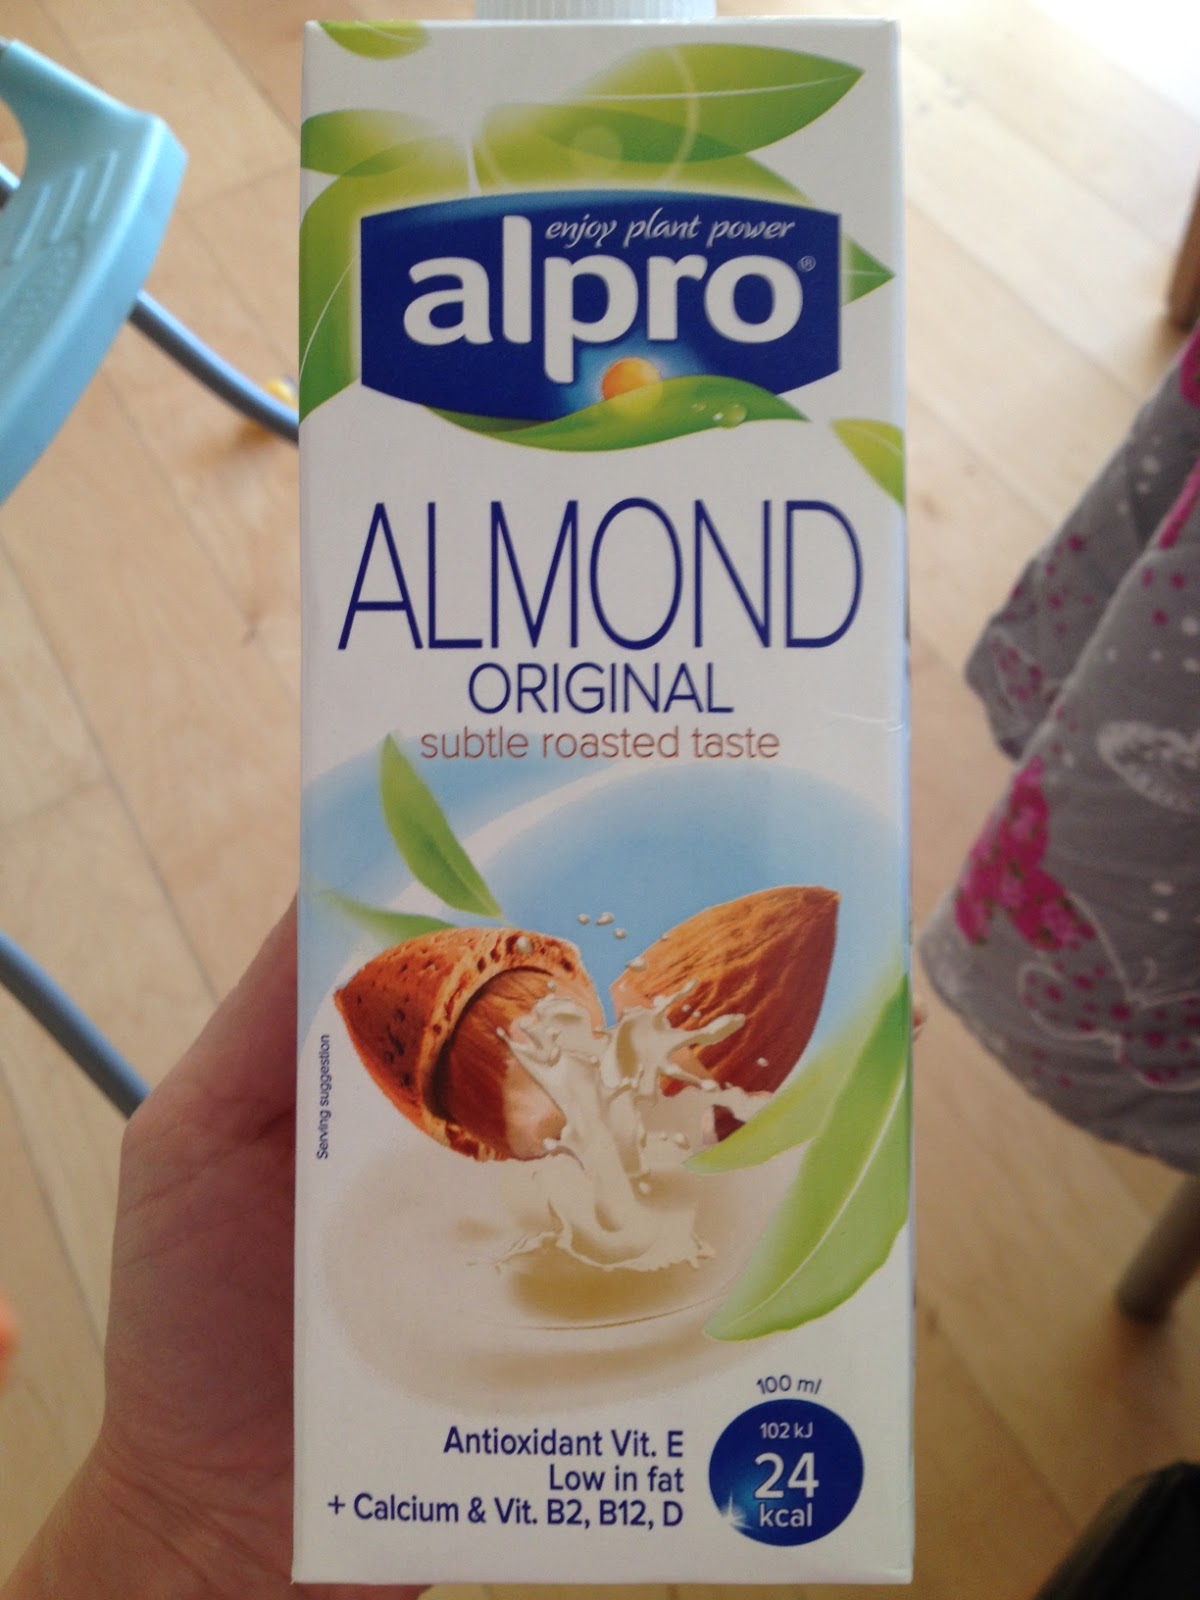 enjoy plant power
alpro®
ALMOND
ORIGINAL
subtle roasted taste
Serving suggestion
100 ml
102 kJ
24
kcal
Antioxidant Vit. E
Low in fat
+ Calcium & Vit. B2, B12, D